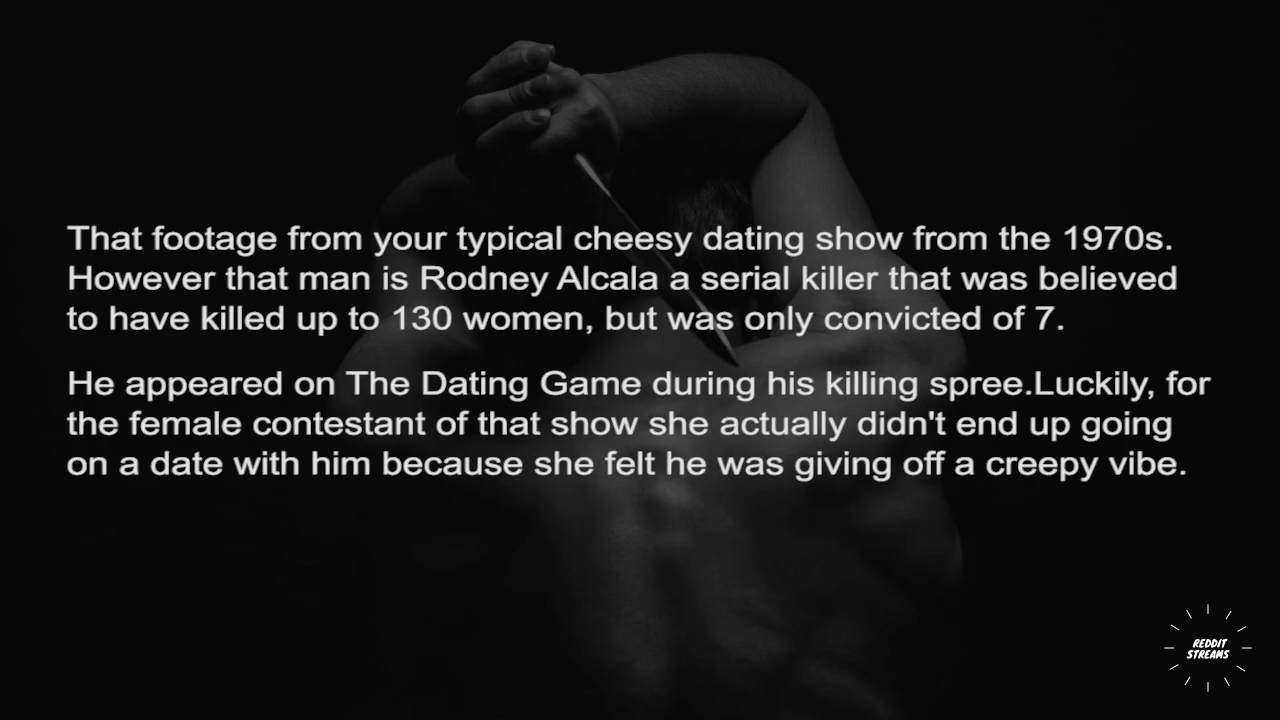 That footage from your typical cheesy dating show from the 1970s.
However that man is Rodney Alcala a serial killer that was believed
to have killed up to 130 women, but was only convicted of 7.
He appeared on The Dating Game during his killing spree.Luckily, for
the female contestant of that show she actually didn't end up going
on a date with him because she felt he was giving off a creepy vibe.
REDDIT
STREAMS